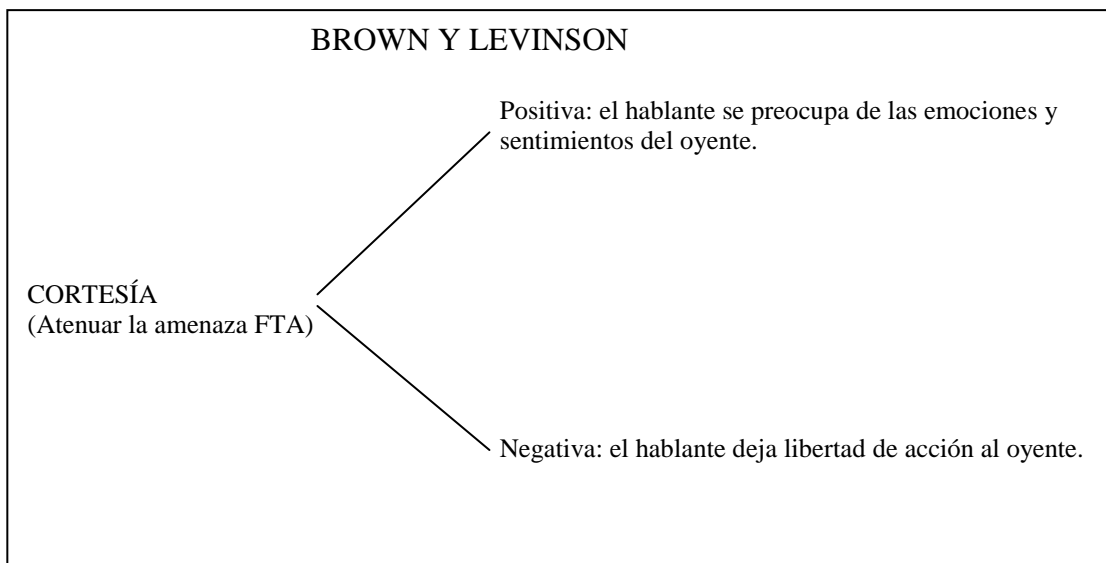 BROWN Y LEVINSON
Positiva: el hablante se preocupa de las emociones y
sentimientos del oyente.
CORTESÍA
(Atenuar la amenaza FTA)
Negativa: el hablante deja libertad de acción al oyente.